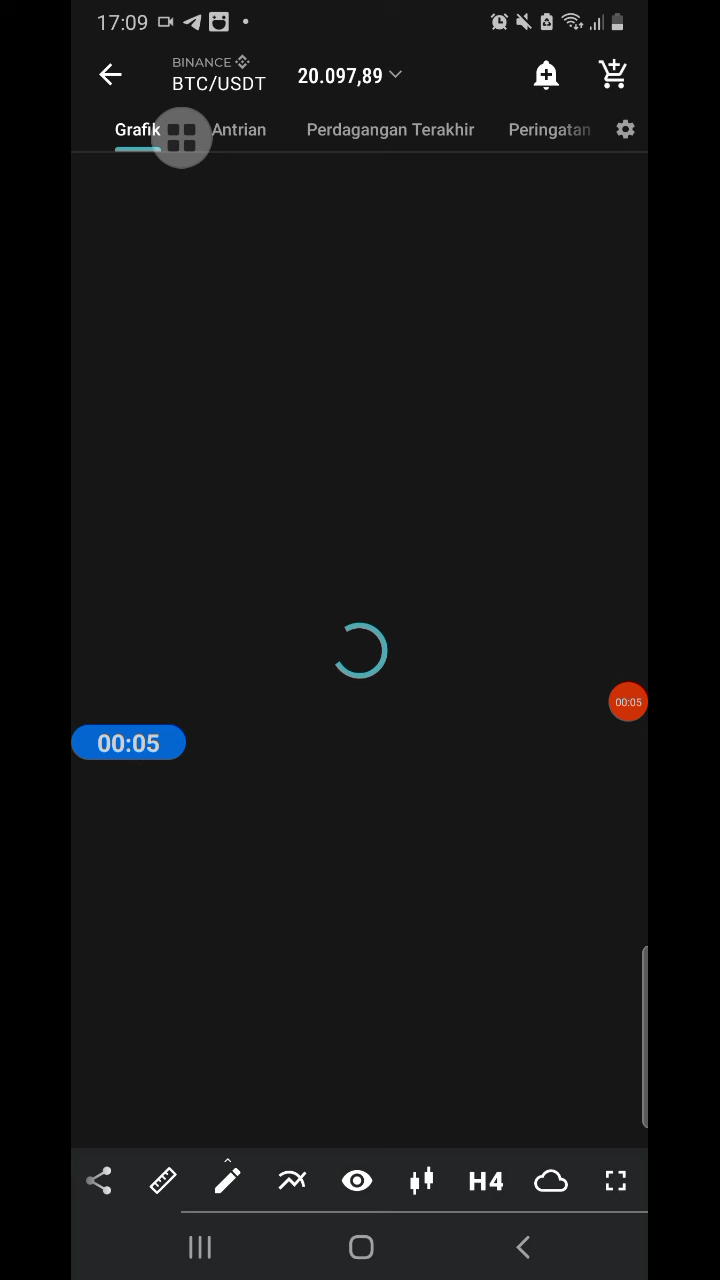 17:09
BINANCE
BTC/USDT
20.097,89
Grafik
Antrian
Perdagangan Terakhir
Peringatan
00:05
00:05
H4